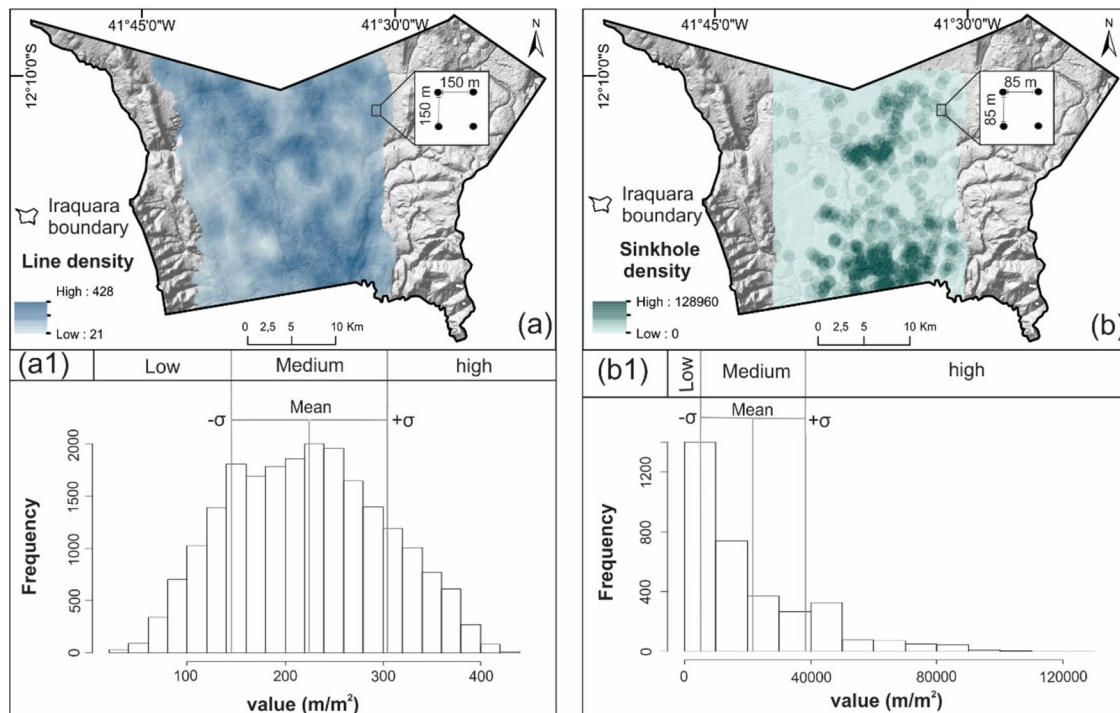 41°45'0"W
41°30'0"W
N
12°10'0"S
150 m
150 m
Iraquara
boundary
Line density
High : 428
Low : 21
0 2,5 5 10 Km
(a)
41°45'0"W
41°30'0"W
N
12°10'0"S
85 m
85 m
Iraquara
boundary
Sinkhole
density
High : 128960
Low : 0
0 2,5 5 10 Km
(b)
(a1)
Low
Medium
high
Mean
-σ
+σ
2000
1500
1000
500
0
Frequency
100 200 300 400
value (m/m²)
(b1)
Low
Medium
high
Mean
-σ
+σ
1200
800
400
0
Frequency
0 40000 80000 120000
value (m/m²)